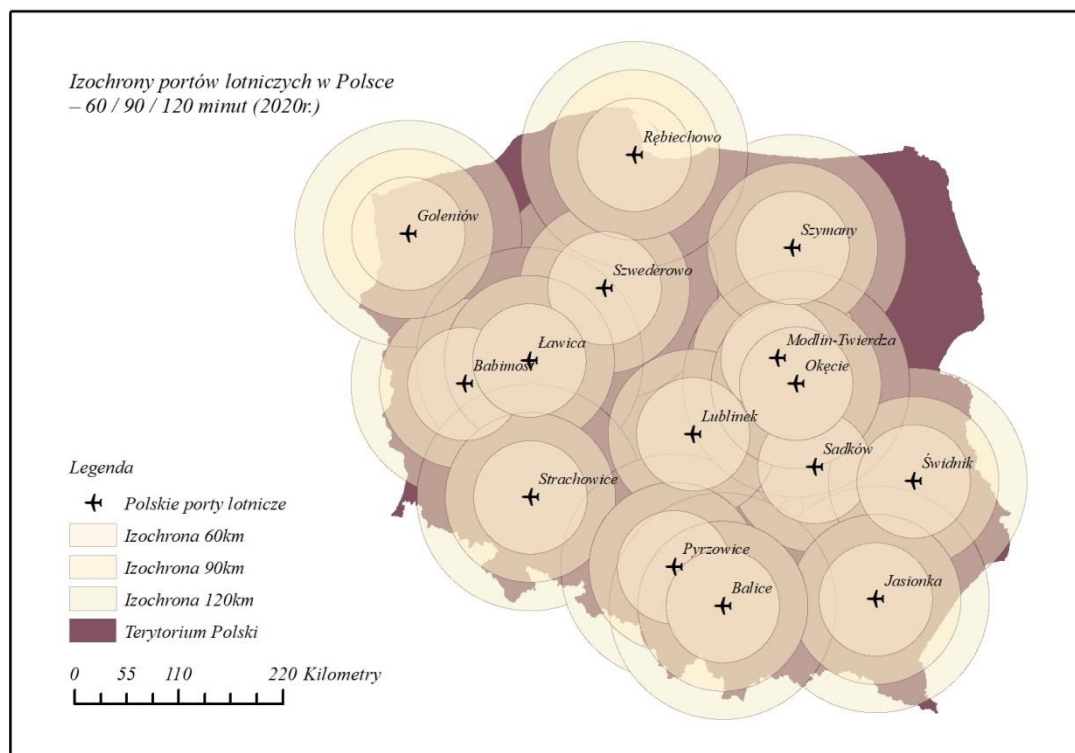 Izochrony portów lotniczych w Polsce
– 60 / 90 / 120 minut (2020r.)
Rębiechowo
Goleniów
Szymany
Szwederowo
Modlin-Twierdza
Ławica
Babimost
Okęcie
Lublinek
Sadków
Świdnik
Strachowice
Pyrzowice
Balice
Jasionka
Legenda
Polskie porty lotnicze
Izochrona 60km
Izochrona 90km
Izochrona 120km
Terytorium Polski
0 55 110 220 Kilometry